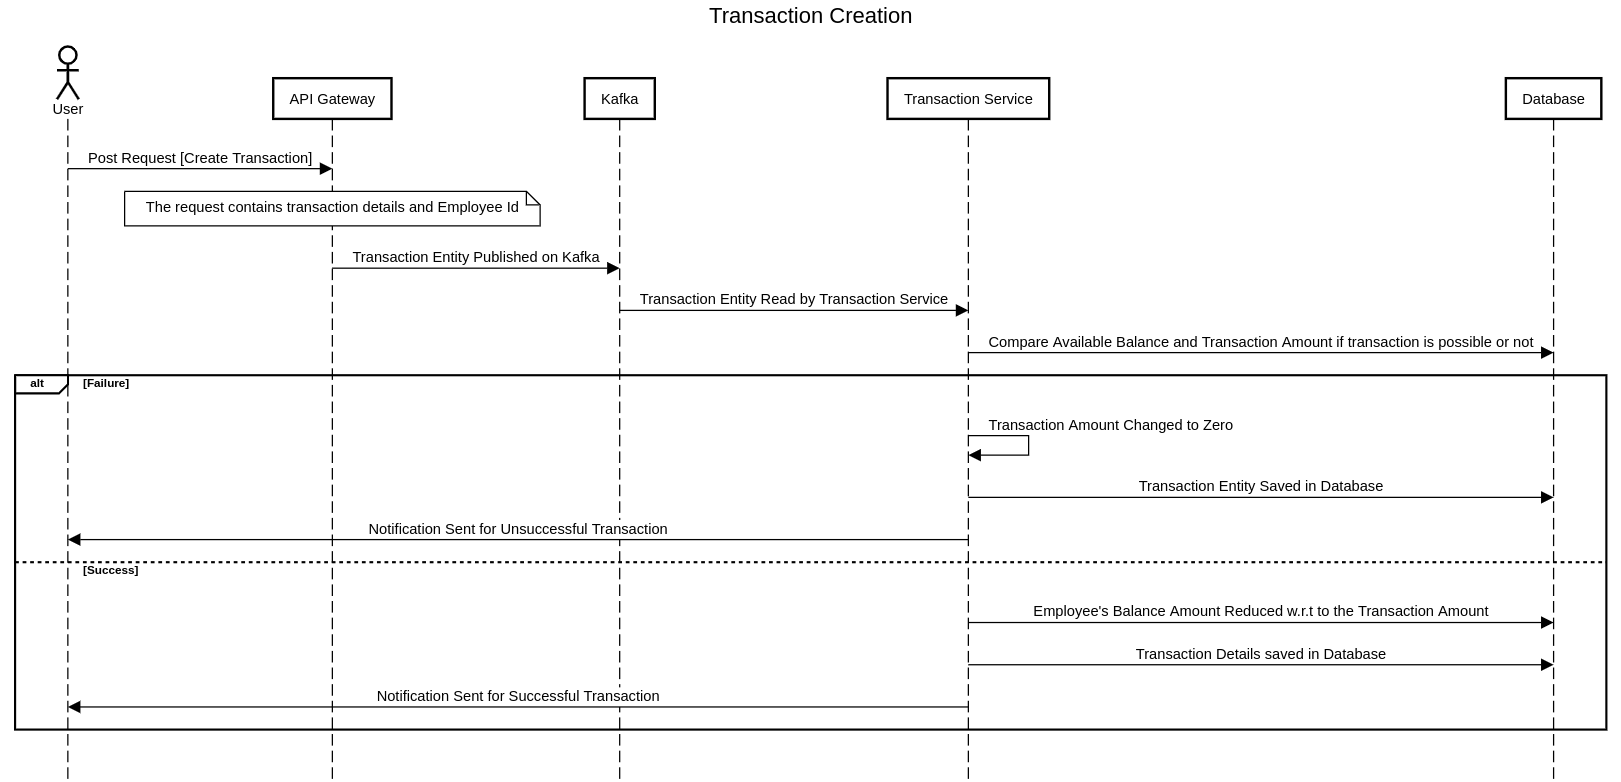 Transaction Creation
User
API Gateway
Kafka
Transaction Service
Database
Post Request [Create Transaction]
The request contains transaction details and Employee Id
Transaction Entity Published on Kafka
Transaction Entity Read by Transaction Service
Compare Available Balance and Transaction Amount if transaction is possible or not
alt
[Failure]
Transaction Amount Changed to Zero
Transaction Entity Saved in Database
Notification Sent for Unsuccessful Transaction
[Success]
Employee's Balance Amount Reduced w.r.t to the Transaction Amount
Transaction Details saved in Database
Notification Sent for Successful Transaction